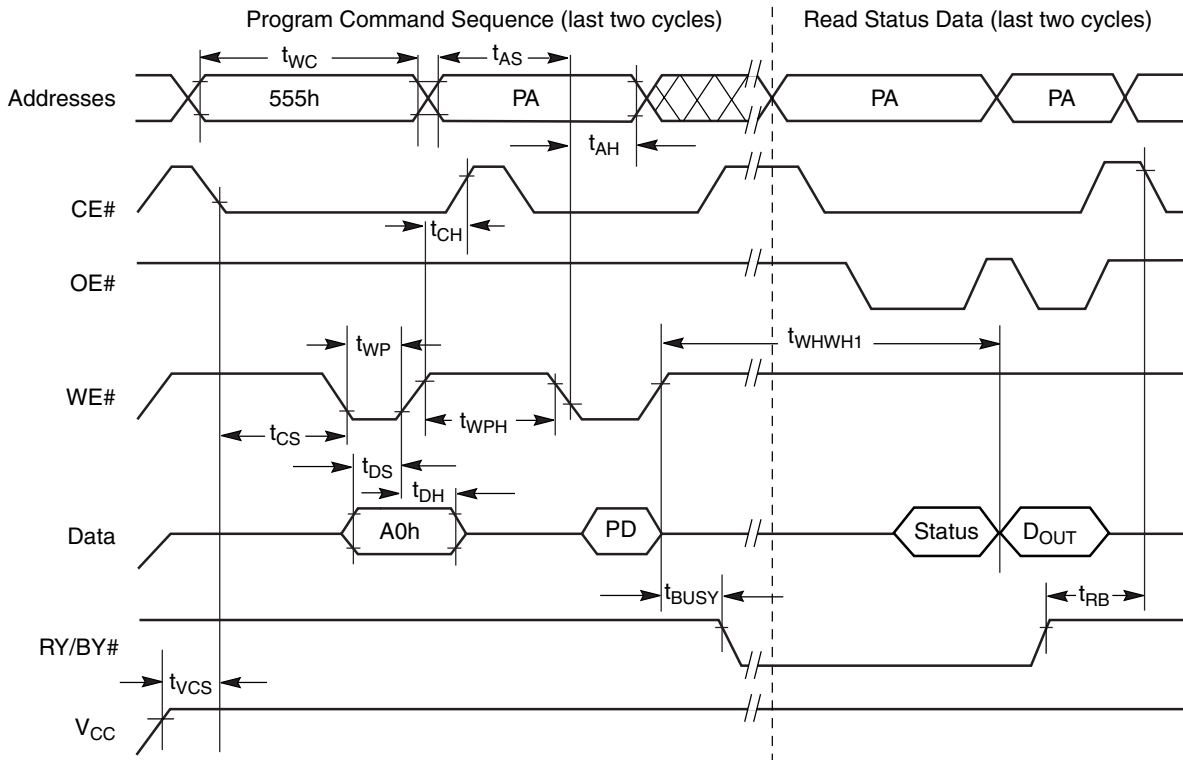 Program Command Sequence (last two cycles)
Read Status Data (last two cycles)
tWC
tAS
Addresses
555h
PA
PA
PA
tAH
CE#
tCH
OE#
tWP
tWHWH1
WE#
tCS
tWPH
tDS
tDH
Data
A0h
PD
Status
DOUT
tBUSY
tRB
RY/BY#
tVCS
VCC